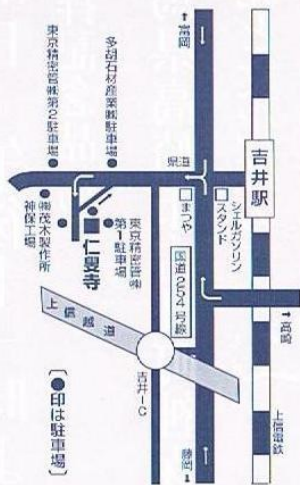 ↑富岡
吉井駅
シェルガソリン
スタンド
まつや
県道
国道254号線
↑高崎
上信電鉄
藤岡↓
東京精密管㈱第2駐車場
多胡石材産業㈱駐車場
東京精密管㈱
第1駐車場
仁叟寺
㈱茂木製作所
神保工場
上信越道
吉井IC
(●印は駐車場)